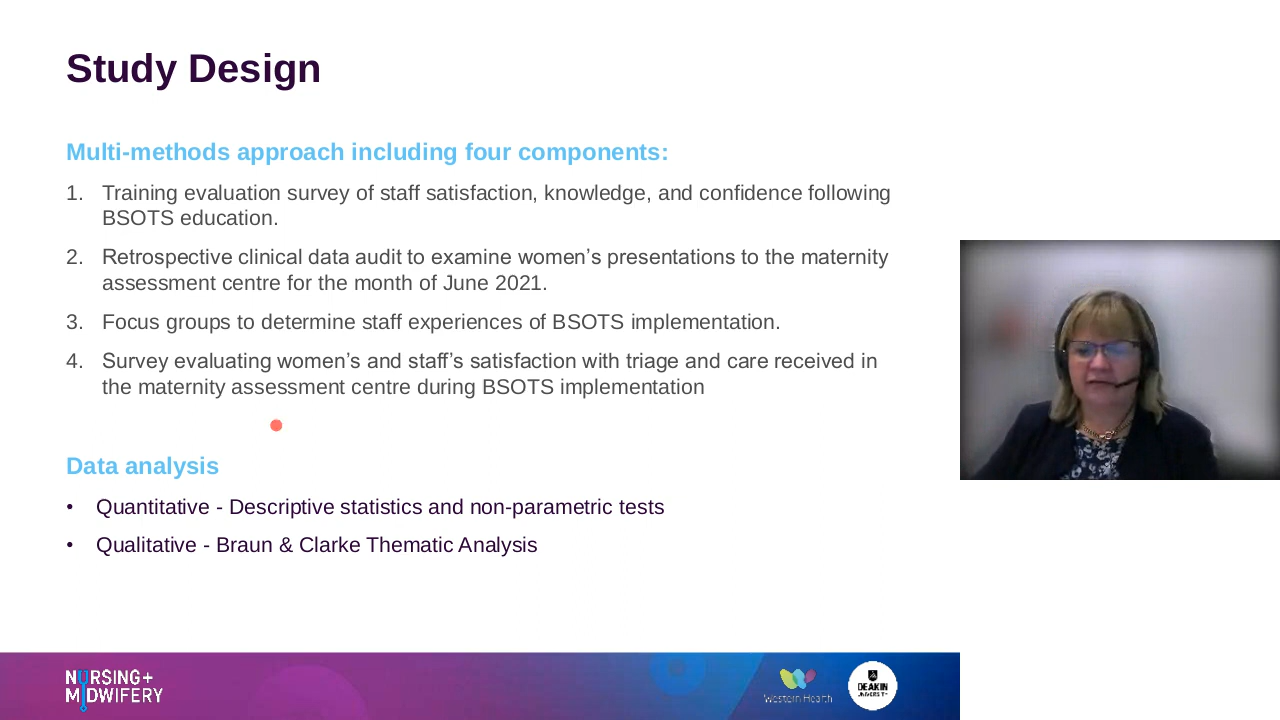 Study Design
Multi-methods approach including four components:
1. Training evaluation survey of staff satisfaction, knowledge, and confidence following
BSOTS education.
2. Retrospective clinical data audit to examine women’s presentations to the maternity
assessment centre for the month of June 2021.
3. Focus groups to determine staff experiences of BSOTS implementation.
4. Survey evaluating women’s and staff’s satisfaction with triage and care received in
the maternity assessment centre during BSOTS implementation
Data analysis
• Quantitative - Descriptive statistics and non-parametric tests
• Qualitative - Braun & Clarke Thematic Analysis
NURSING+
MIDWIFERY
Western Health
DEAKIN
UNIVERSITY